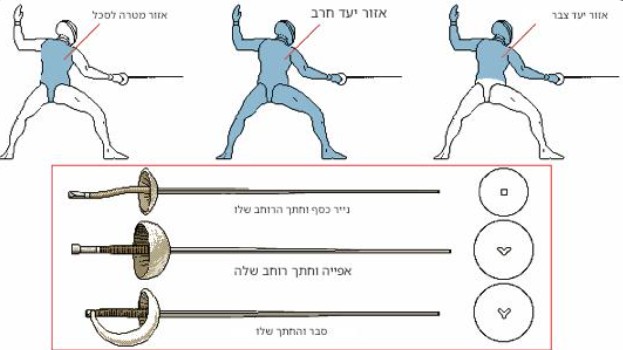 אזור מטרה לסכל
אזור יעד חרב
אזור יעד צבר
נייר כסף וחתך הרוחב שלו
אפייה וחתך רוחב שלה
סבר והחתך שלו